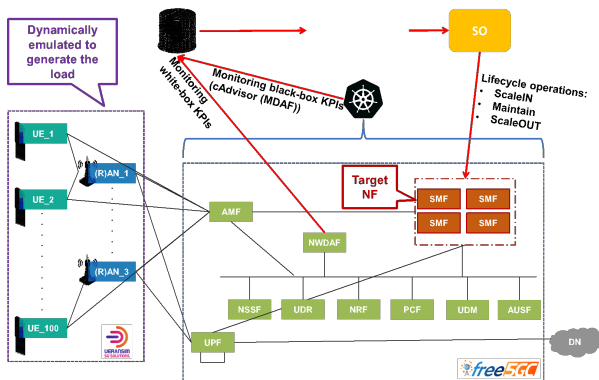 Dynamically
emulated to
generate the
load
SO
Monitoring
white-box KPIs
Monitoring black-box KPIs
(cAdvisor (MDAF))
Lifecycle operations:
• ScaleIN
• Maintain
• ScaleOUT
UE_1
(R)AN_1
UE_2
(R)AN_3
UE_100
UERANSIM
5G SOLUTIONS
Target
NF
SMF
SMF
SMF
SMF
AMF
NWDAF
NSSF
UDR
NRF
PCF
UDM
AUSF
UPF
DN
free5GC